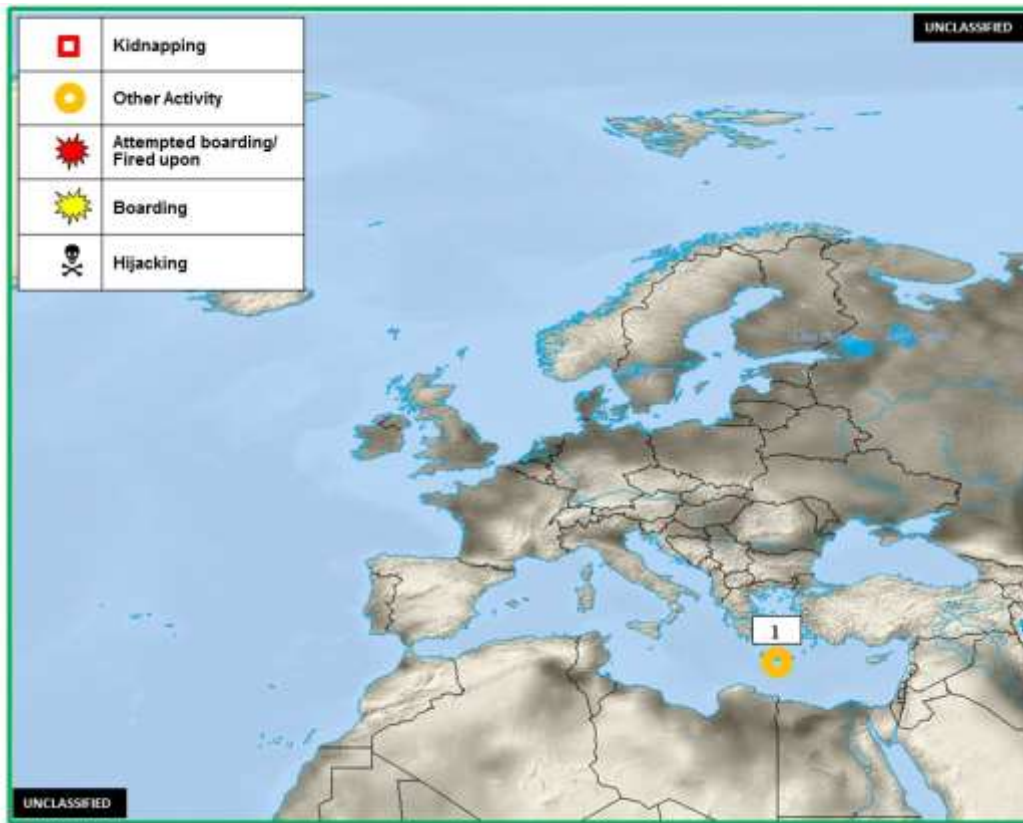 UNCLASSIFIED
Kidnapping
Other Activity
Attempted boarding/
Fired upon
Boarding
Hijacking
1
UNCLASSIFIED